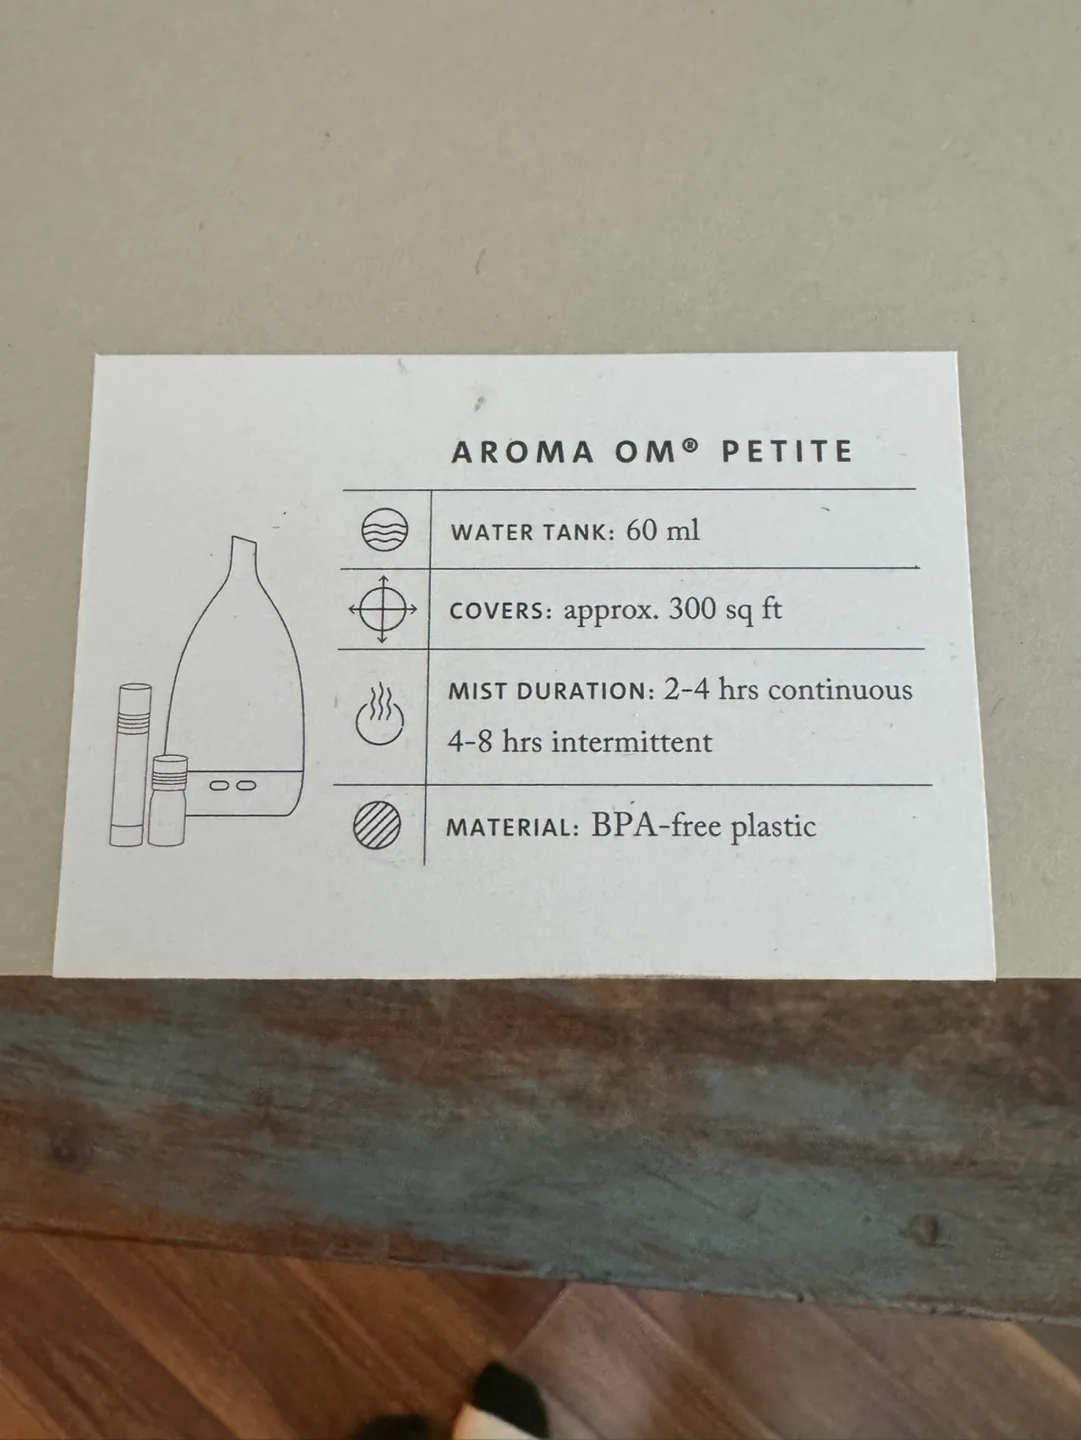 AROMA OM® PETITE
WATER TANK: 60 ml
COVERS: approx. 300 sq ft
MIST DURATION: 2-4 hrs continuous
4-8 hrs intermittent
MATERIAL: BPA-free plastic